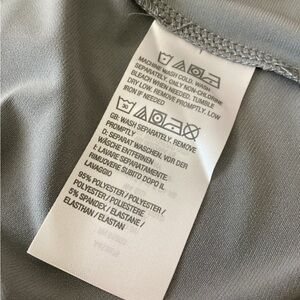 MACHINE WASH COLD, WASH
SEPARATELY, ONLY NON-CHLORINE
BLEACH WHEN NEEDED, TUMBLE
DRY LOW. REMOVE PROMPTLY, LOW
IRON IF NEEDED
GB: WASH SEPARATELY, REMOVE
PROMPTLY
D: SEPARAT WASCHEN, VOR DER
WÄSCHE ENTFERNEN
I: LAVARE SEPARATAMENTE
RIMUOVERE SUBITO DOPO IL
LAVAGGIO
95% POLYESTER / POLYESTER /
POLYESTER / POLIESTERE
5% SPANDEX / ELASTANE /
ELASTHAN / ELASTAN